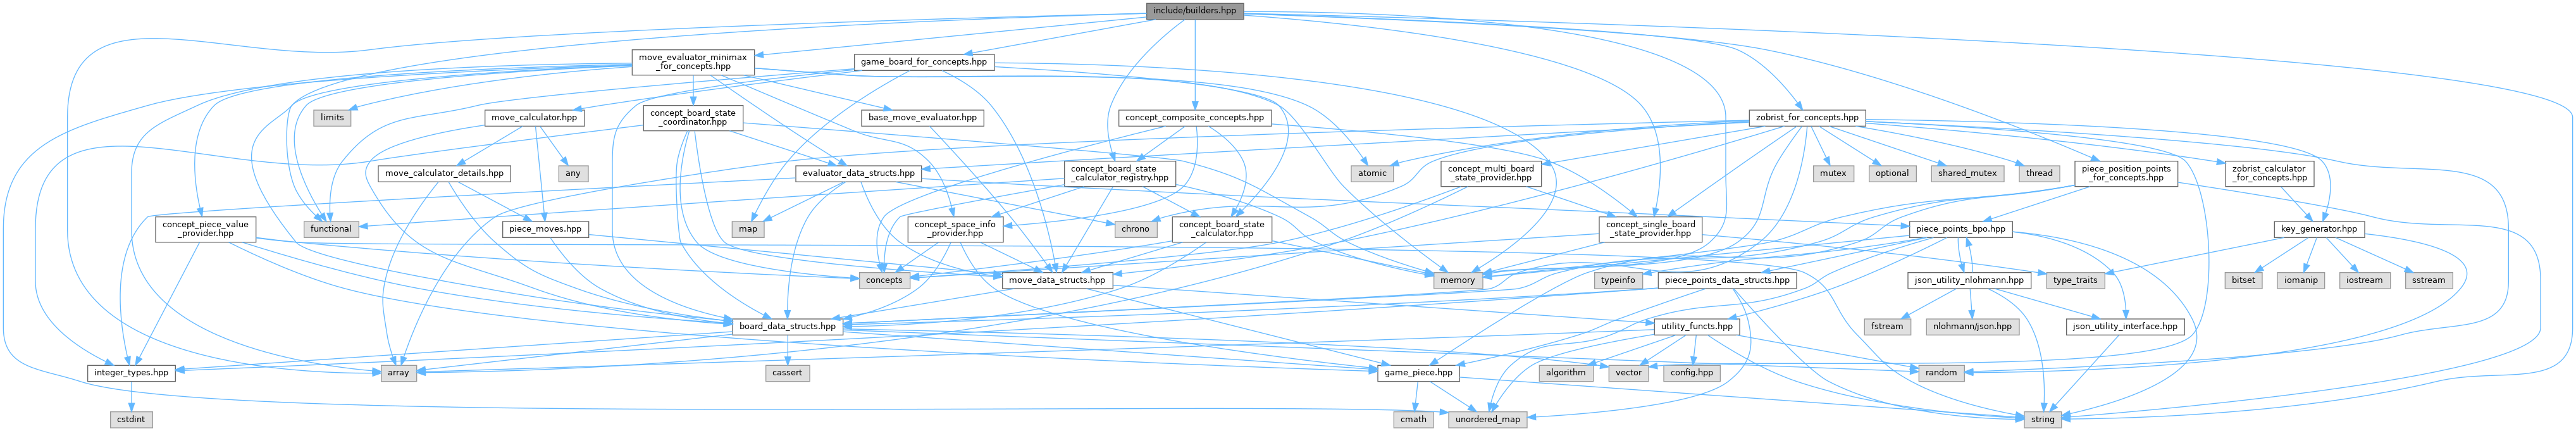 include/builders.hpp
move_evaluator_minimax
_for_concepts.hpp
game_board_for_concepts.hpp
limits
move_calculator.hpp
concept_board_state
_coordinator.hpp
base_move_evaluator.hpp
concept_composite_concepts.hpp
zobrist_for_concepts.hpp
move_calculator_details.hpp
any
evaluator_data_structs.hpp
concept_board_state
_calculator_registry.hpp
atomic
concept_multi_board
_state_provider.hpp
mutex
optional
shared_mutex
thread
piece_position_points
_for_concepts.hpp
zobrist_calculator
_for_concepts.hpp
concept_piece_value
_provider.hpp
functional
piece_moves.hpp
map
concept_space_info
_provider.hpp
chrono
concept_board_state
_calculator.hpp
concept_single_board
_state_provider.hpp
piece_points_bpo.hpp
key_generator.hpp
concepts
move_data_structs.hpp
memory
typeinfo
piece_points_data_structs.hpp
json_utility_nlohmann.hpp
type_traits
bitset
iomanip
iostream
sstream
board_data_structs.hpp
utility_functs.hpp
fstream
nlohmann/json.hpp
json_utility_interface.hpp
integer_types.hpp
array
cassert
game_piece.hpp
algorithm
vector
config.hpp
random
cstdint
cmath
unordered_map
string